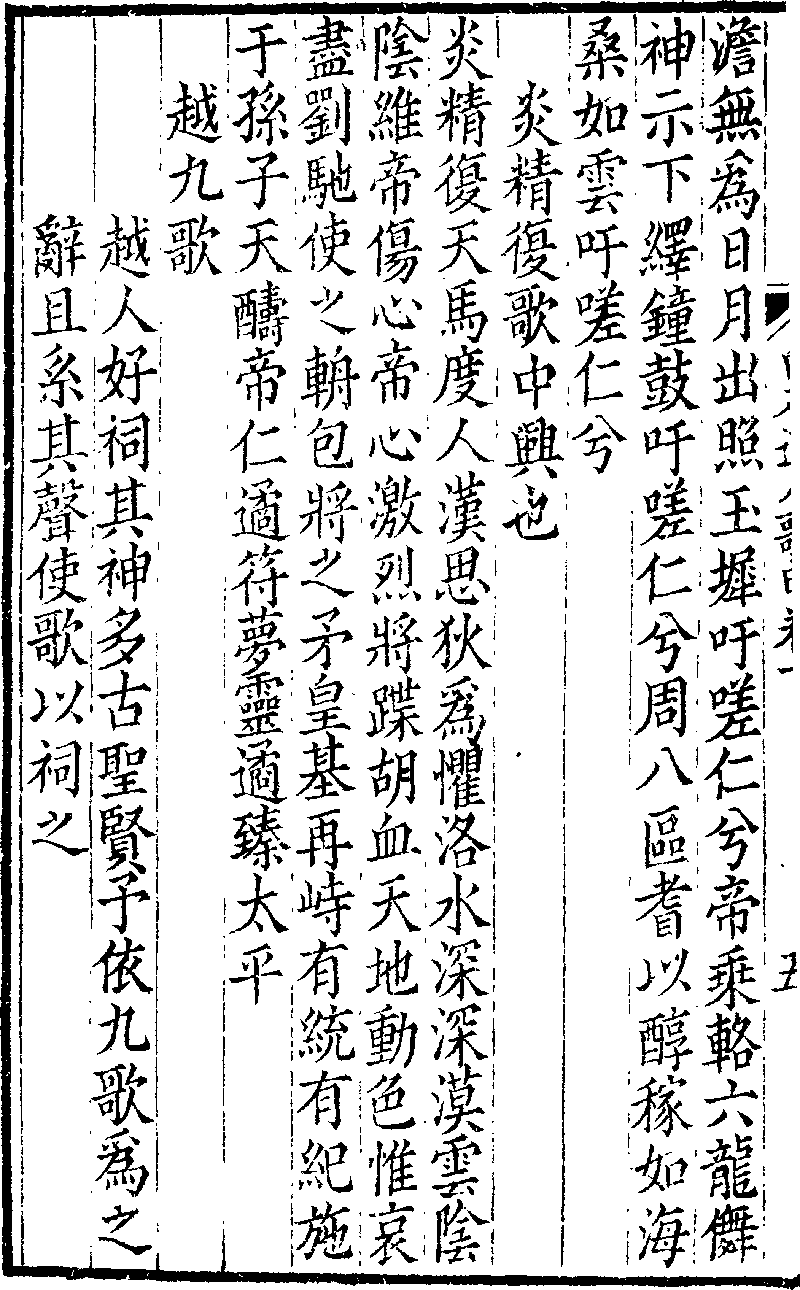 澹無爲日月出照玉墀吁嗟仁兮帝乗輅六龍儛
神示下繹鐘鼓吁嗟仁兮周八區耆以醇稼如海
桑如雲吁嗟仁兮
炎精復歌中興也
炎精復天馬度人漢思狄爲懼洛水深深漠雲陰
陰維帝傷心帝心激烈將蹀胡血天地動色惟哀
盡劉馳使之輈包將之矛皇基再峙有統有紀施
于孫子天醻帝仁遹符夢靈遹臻太平
越九歌
越人好祠其神多古聖賢予依九歌爲之
辭且系其聲使歌以祠之